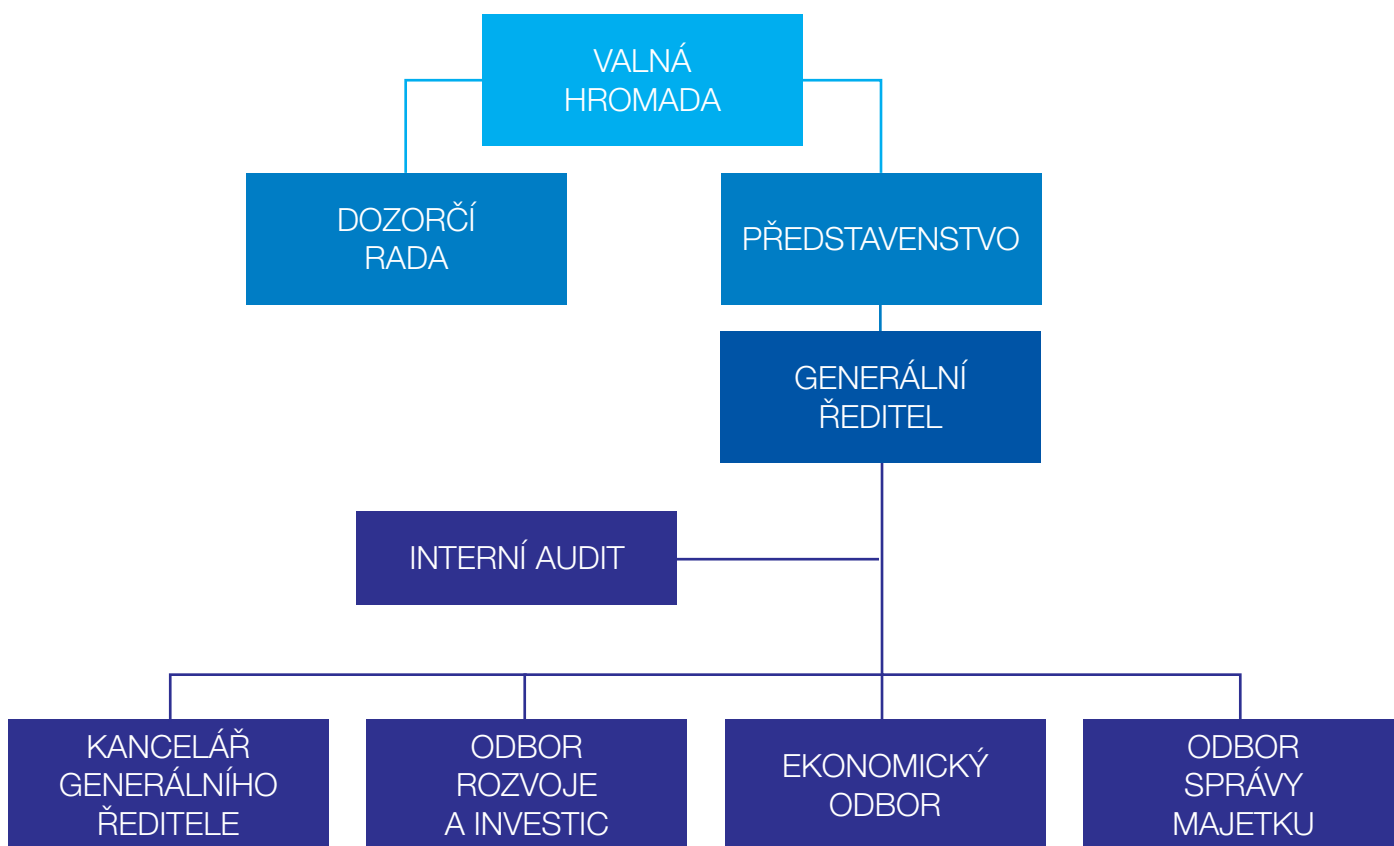 VALNÁ
HROMADA
DOZORČÍ
RADA
PŘEDSTAVENSTVO
GENERÁLNÍ
ŘEDITEL
INTERNÍ AUDIT
KANCELÁŘ
GENERÁLNÍHO
ŘEDITELE
ODBOR
ROZVOJE
A INVESTIC
EKONOMICKÝ
ODBOR
ODBOR
SPRÁVY
MAJETKU